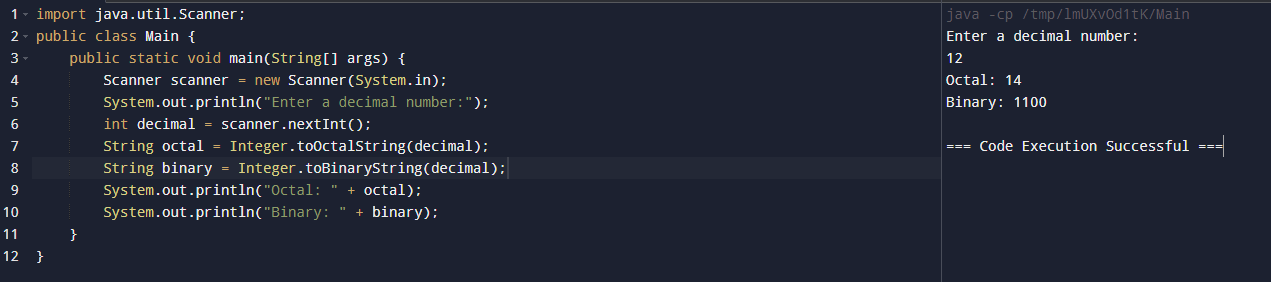 1 import java.util.Scanner;
2 public class Main {
3     public static void main(String[] args) {
4         Scanner scanner = new Scanner(System.in);
5         System.out.println("Enter a decimal number:");
6         int decimal = scanner.nextInt();
7         String octal = Integer.toOctalString(decimal);
8         String binary = Integer.toBinaryString(decimal);
9         System.out.println("Octal: " + octal);
10         System.out.println("Binary: " + binary);
11     }
12 }
java -cp /tmp/lmUXvOd1tK/Main
Enter a decimal number:
12
Octal: 14
Binary: 1100
=== Code Execution Successful ===